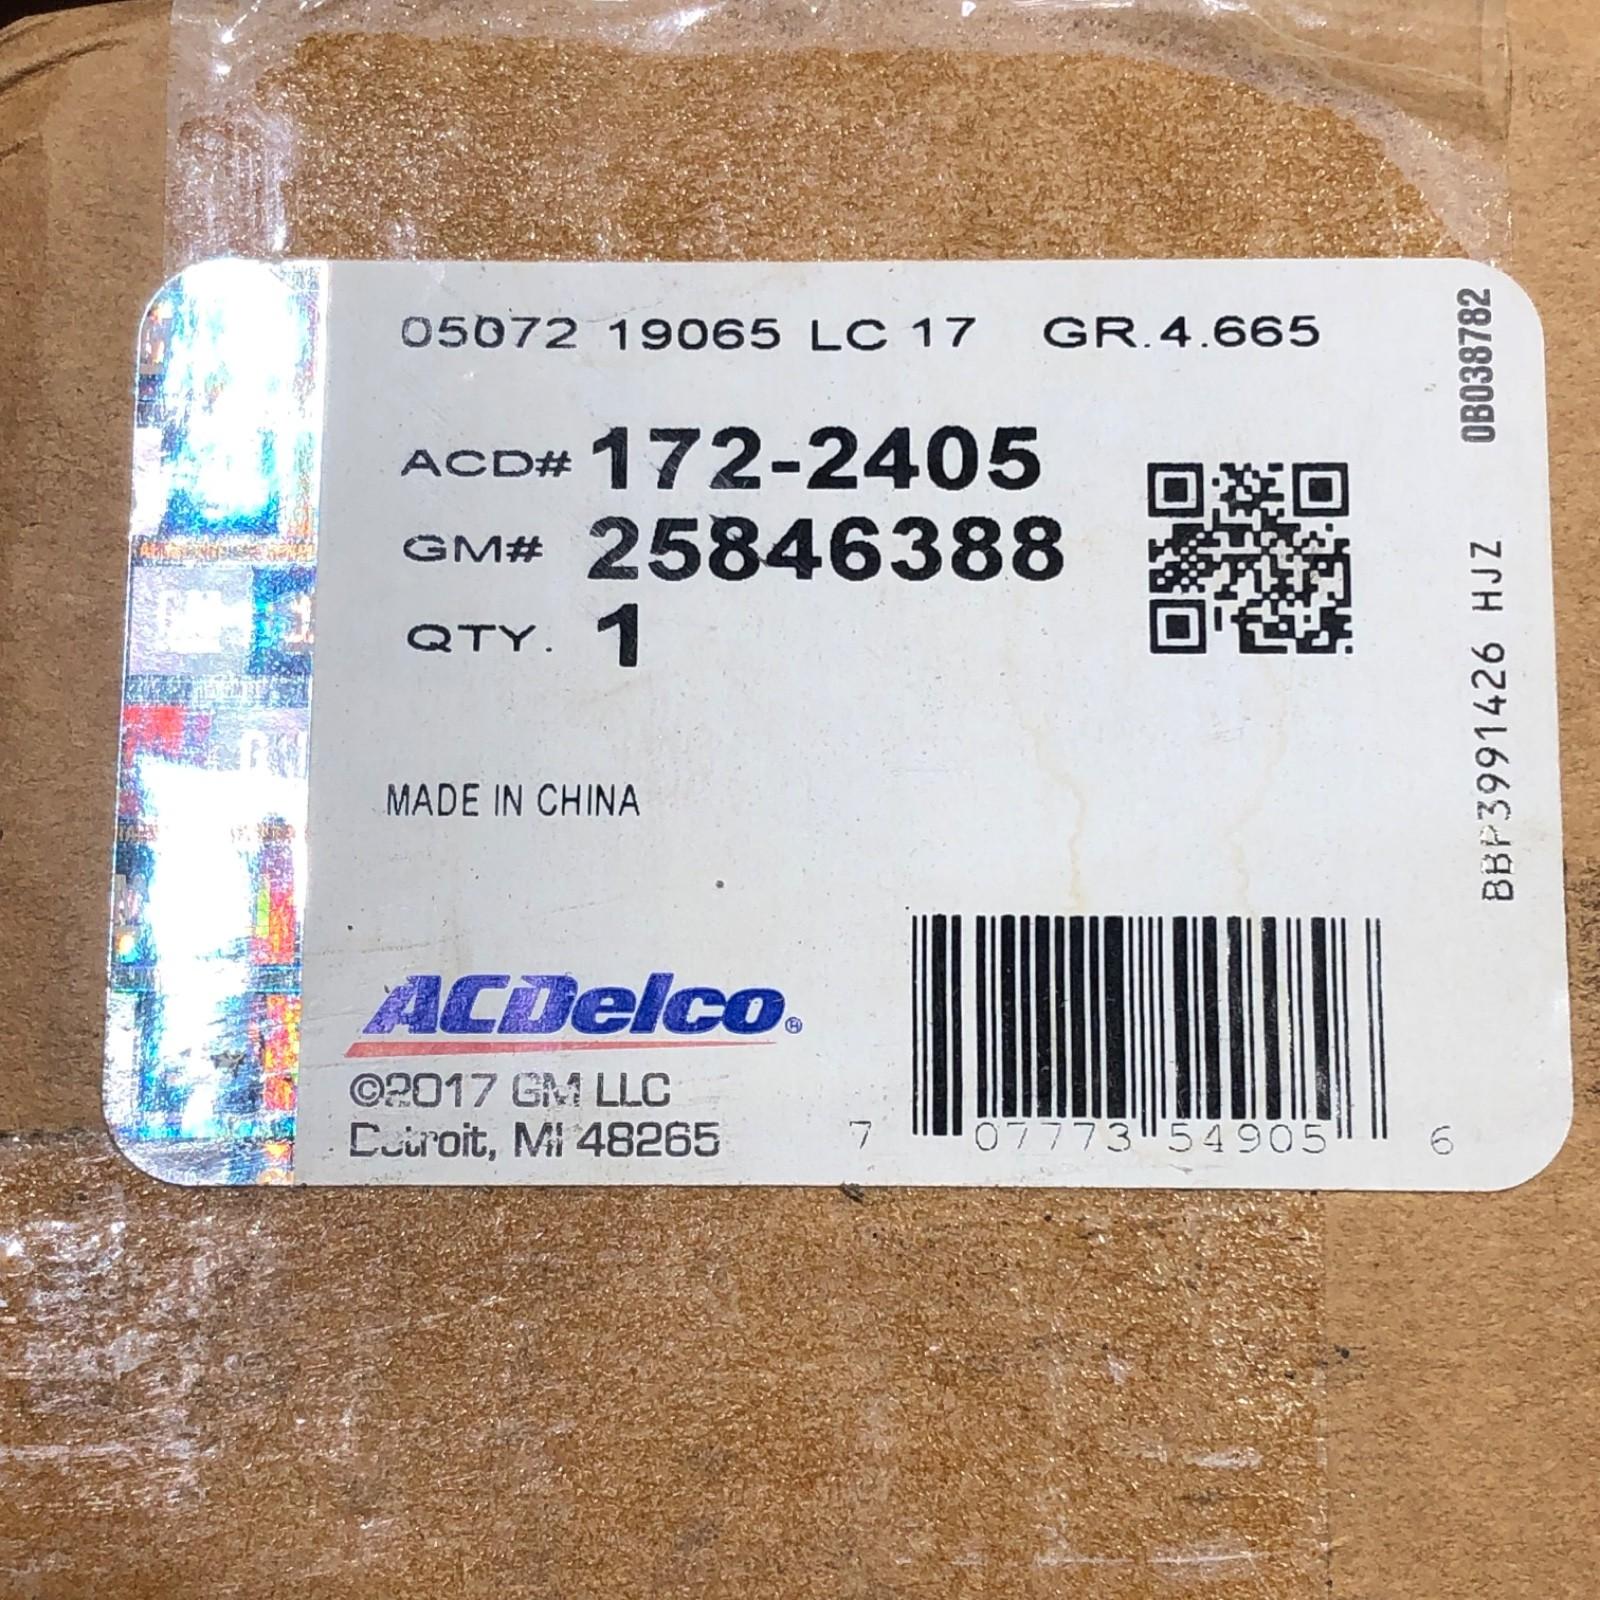 05072 19065 LC 17 GR.4.665
ACD# 172-2405
GM# 25846388
QTY. 1
MADE IN CHINA
ACDelco®
©2017 GM LLC
Detroit, MI 48265
7 07773 54905 6
0B038782
BBP3991426 HJZ